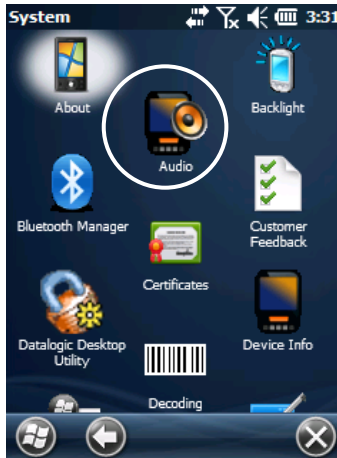 System 3:31
About
Audio
Backlight
Bluetooth Manager
Certificates
Customer
Feedback
Datalogic Desktop
Utility
Decoding
Device Info